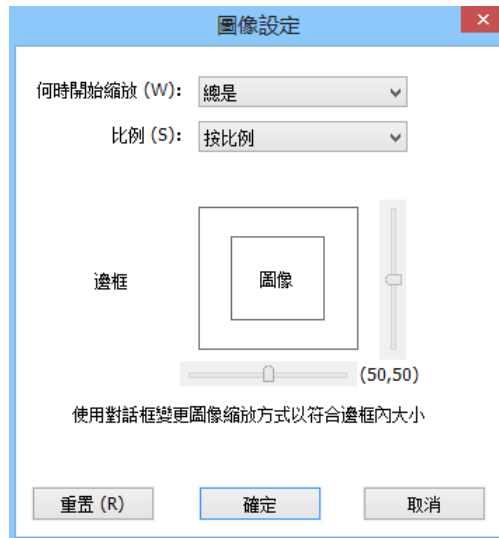 圖像設定
何時開始縮放 (W): 總是
比例 (S): 按比例
邊框
圖像
(50,50)
使用對話框變更圖像縮放方式以符合邊框內大小
重置 (R) 確定 取消